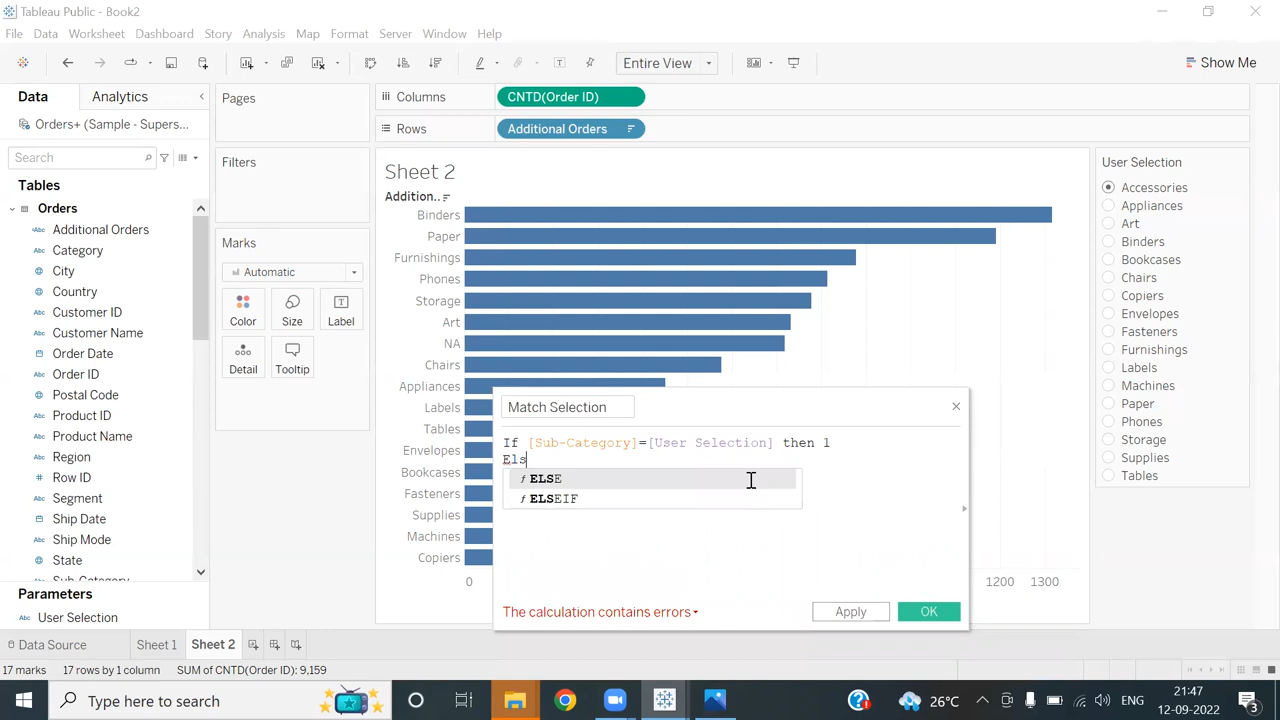 Tableau Public - Book2
File Data Worksheet Dashboard Story Analysis Map Format Server Window Help
Entire View
Show Me
Data Analytics
Pages
Columns
CNTD(Order ID)
Orders+ (Sample - Supers...
Rows
Additional Orders
Search
Filters
Sheet 2
User Selection
Tables
Orders
Additional Orders
Category
City
Country
Customer ID
Customer Name
Order Date
Order ID
Postal Code
Product ID
Product Name
Region
Row ID
Segment
Ship Date
Ship Mode
State
Sub-Category
Parameters
User Selection
Marks
Automatic
Color
Size
Label
Detail
Tooltip
Addition..
Binders
Paper
Furnishings
Phones
Storage
Art
NA
Chairs
Appliances
Labels
Tables
Envelopes
Bookcases
Fasteners
Supplies
Machines
Copiers
0
1200 1300
Match Selection
If [Sub-Category]=[User Selection] then 1
Els
ELSE
ELSEIF
The calculation contains errors
Apply
OK
Accessories
Appliances
Art
Binders
Bookcases
Chairs
Copiers
Envelopes
Fasteners
Furnishings
Labels
Machines
Paper
Phones
Storage
Supplies
Tables
Data Source
Sheet 1
Sheet 2
17 marks 17 rows by 1 column SUM of CNTD(Order ID): 9,159
Type here to search
26°C
ENG
21:47
12-09-2022
3